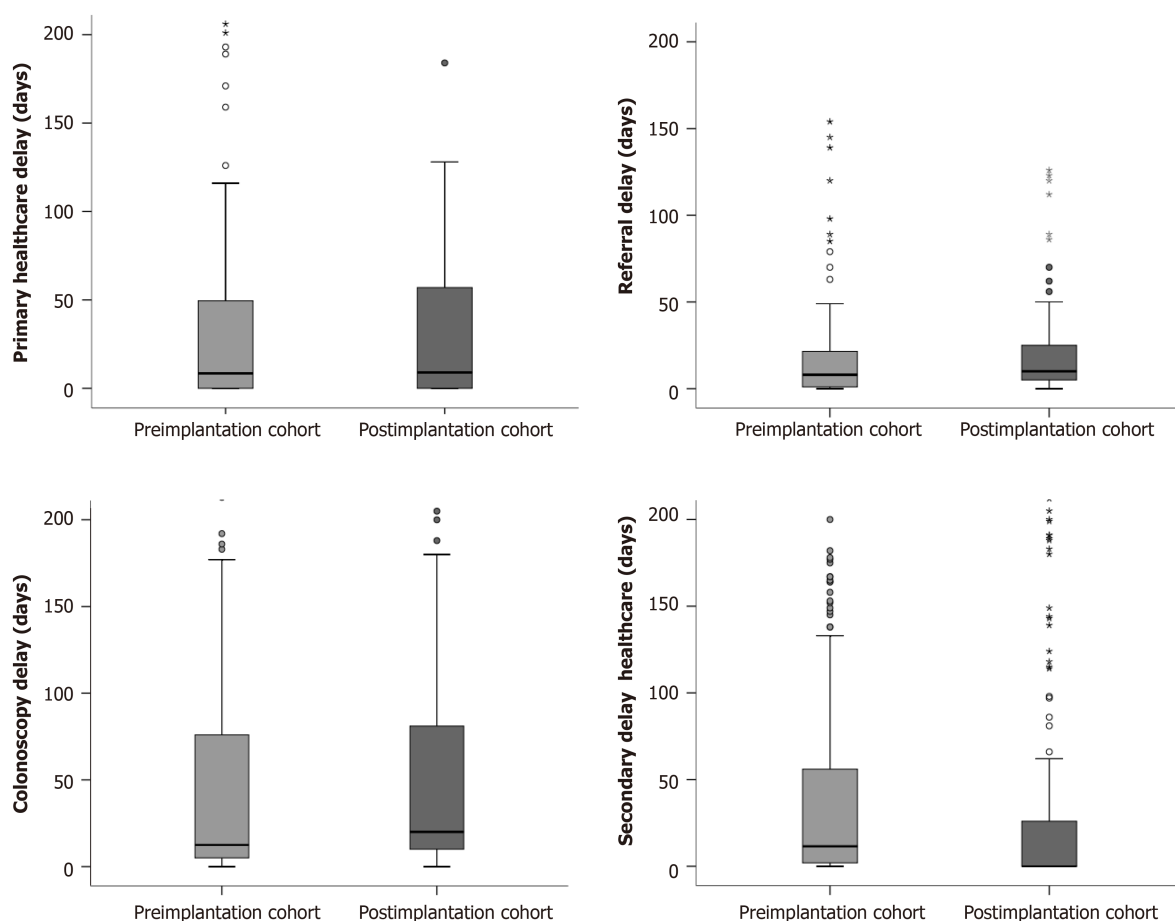 Primary healthcare delay (days)
200
150
100
50
0
Preimplantation cohort
Postimplantation cohort
Referral delay (days)
200
150
100
50
0
Preimplantation cohort
Postimplantation cohort
Colonoscopy delay (days)
200
150
100
50
0
Preimplantation cohort
Postimplantation cohort
Secondary delay healthcare (days)
200
150
100
50
0
Preimplantation cohort
Postimplantation cohort